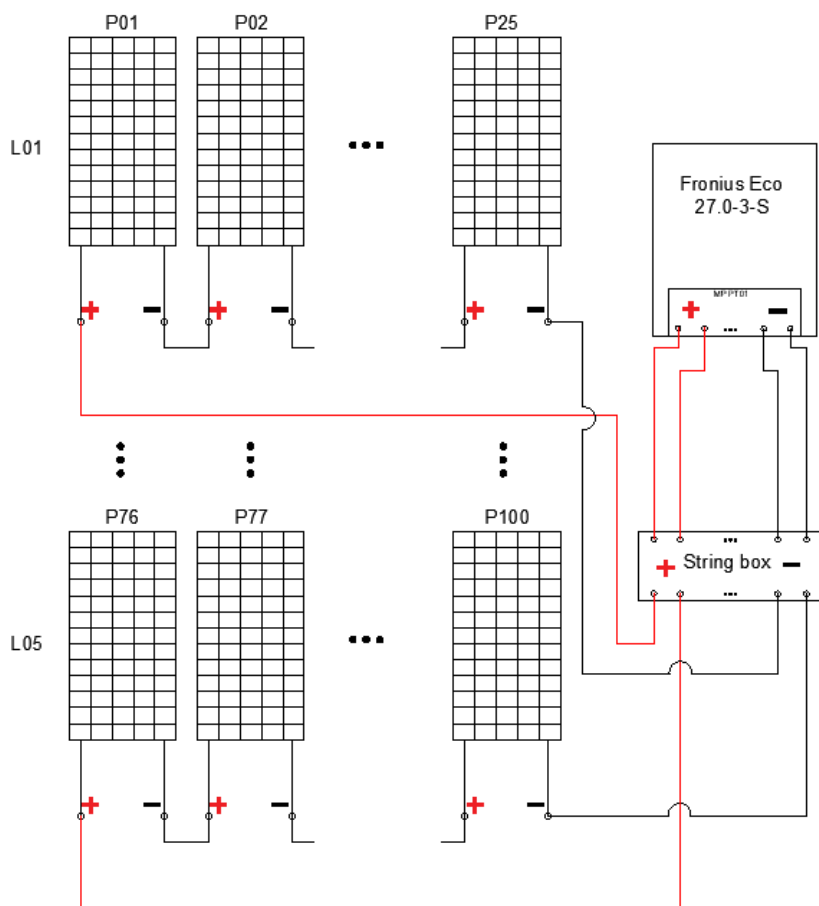 P01 P02 P25
L01
Fronius Eco
27.0-3-S
MPPT01
+ - + - + -
+ -
P76 P77 P100
String box
+ -
L05
+ - + - + -